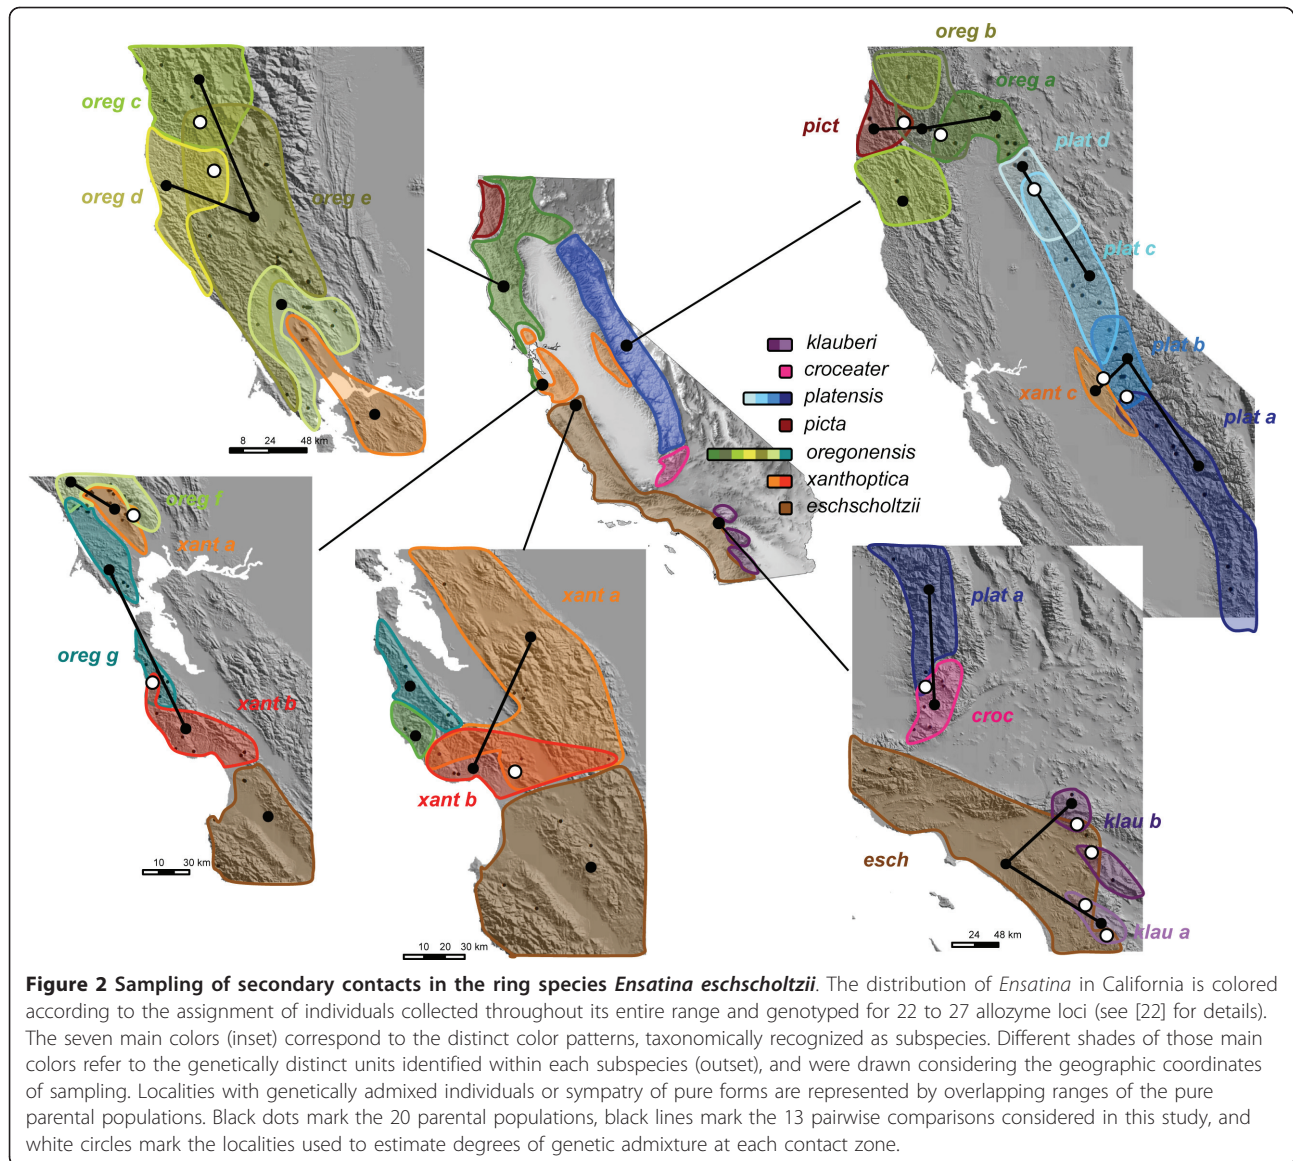 oreg b
oreg c
oreg a
pict
plat d
oreg d
oreg e
plat c
klauberi
croceater
platensis
picta
oregonensis
xanthoptica
eschscholtzii
plat b
xant c
plat a
8 24 48 km
oreg f
xant a
oreg g
xant b
10 30 km
xant a
xant b
10 20 30 km
plat a
croc
klau b
esch
klau a
24 48 km
Figure 2 Sampling of secondary contacts in the ring species Ensatina eschscholtzii. The distribution of Ensatina in California is colored
according to the assignment of individuals collected throughout its entire range and genotyped for 22 to 27 allozyme loci (see [22] for details).
The seven main colors (inset) correspond to the distinct color patterns, taxonomically recognized as subspecies. Different shades of those main
colors refer to the genetically distinct units identified within each subspecies (outset), and were drawn considering the geographic coordinates
of sampling. Localities with genetically admixed individuals or sympatry of pure forms are represented by overlapping ranges of the pure
parental populations. Black dots mark the 20 parental populations, black lines mark the 13 pairwise comparisons considered in this study, and
white circles mark the localities used to estimate degrees of genetic admixture at each contact zone.